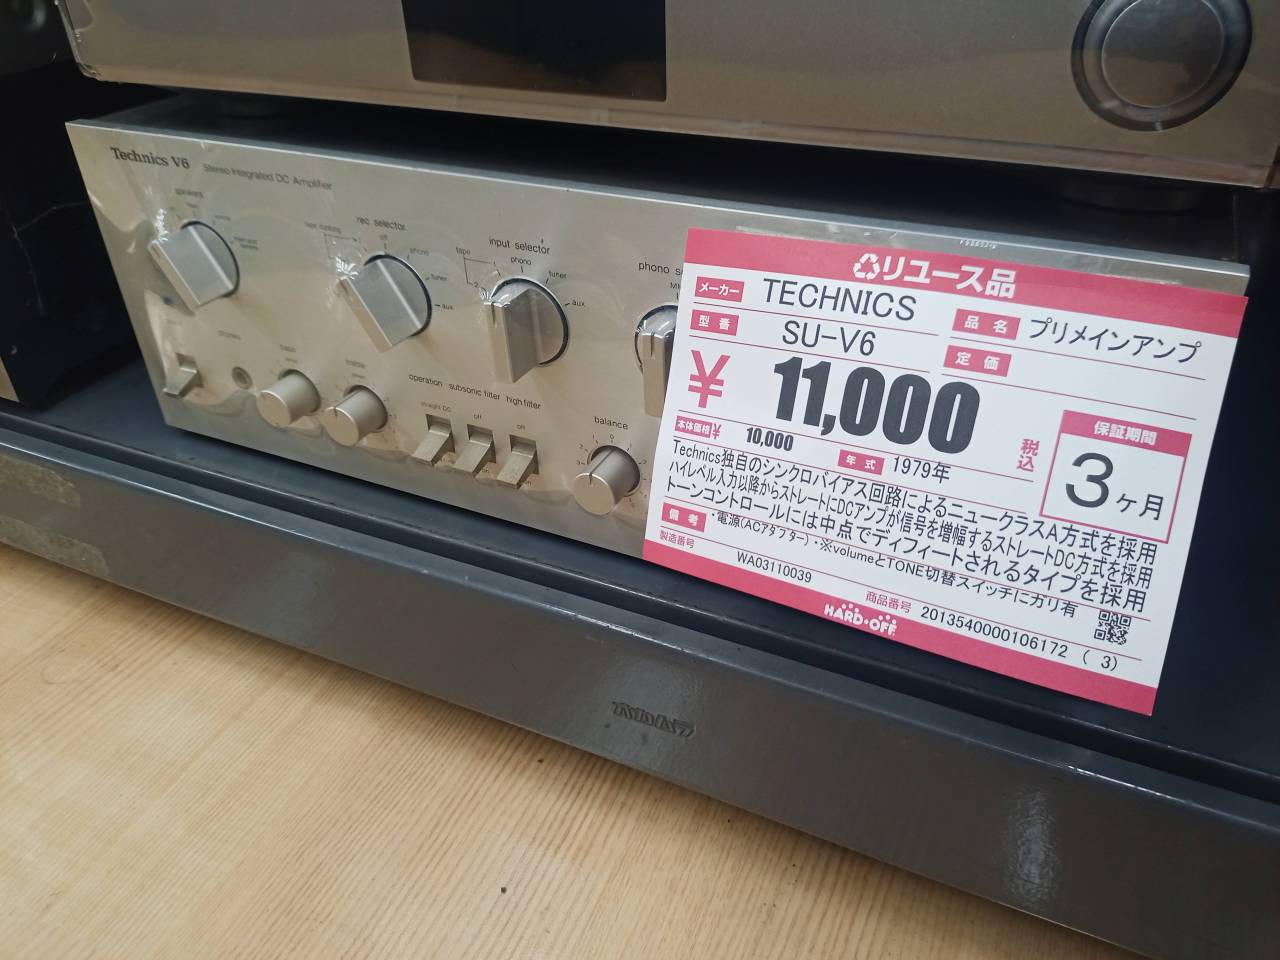 Technics V6 Stereo Integrated DC Amplifier
speakers
rec selector
tape dubbing
off
phono
tuner
aux
input selector
tape
phono
tuner
aux
2
phono
phones
bass
treble
operation
subsonic filter
high filter
straight DC
off
off
balance
リユース品
メーカー TECHNICS
品名 プリメインアンプ
型番 SU-V6
定価
¥11,000 税込
本体価格 ¥ 10,000
年式 1979年
保証期間
3ヶ月
Technics独自のシンクロバイアス回路によるニュークラスA方式を採用
ハイレベル入力以降からストレートにDCアンプが信号を増幅するストレートDC方式を採用
トーンコントロールには中点でディフィートされるタイプを採用
備考 ・電源(ACアダプター)・※volumeとTONE切替スイッチにガリ有
製造番号 WA03110039
商品番号 2013540000106172 ( 3)
HARD・OFF